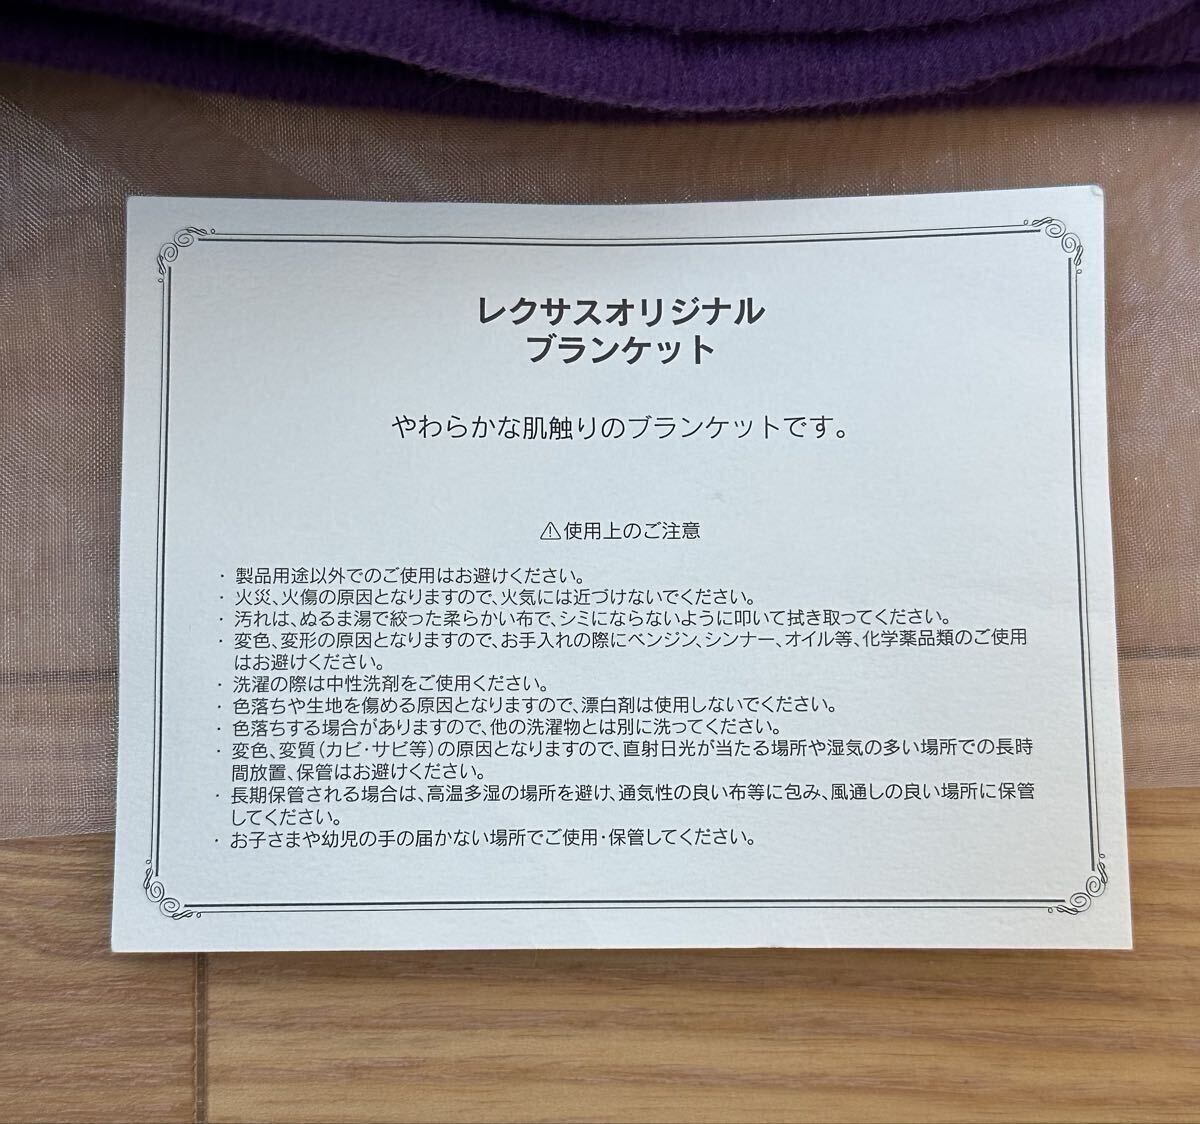 レクサスオリジナル
ブランケット
やわらかな肌触りのブランケットです。
⚠使用上のご注意
・製品用途以外でのご使用はお避けください。
・火災、火傷の原因となりますので、火気には近づけないでください。
・汚れは、ぬるま湯で絞った柔らかい布で、シミにならないように叩いて拭き取ってください。
・変色、変形の原因となりますので、お手入れの際にベンジン、シンナー、オイル等、化学薬品類のご使用
はお避けください。
・洗濯の際は中性洗剤をご使用ください。
・色落ちや生地を傷める原因となりますので、漂白剤は使用しないでください。
・色落ちする場合がありますので、他の洗濯物とは別に洗ってください。
・変色、変質(カビ・サビ等)の原因となりますので、直射日光が当たる場所や湿気の多い場所での長時
間放置、保管はお避けください。
・長期保管される場合は、高温多湿の場所を避け、通気性の良い布等に包み、風通しの良い場所に保管
してください。
・お子さまや幼児の手の届かない場所でご使用・保管してください。